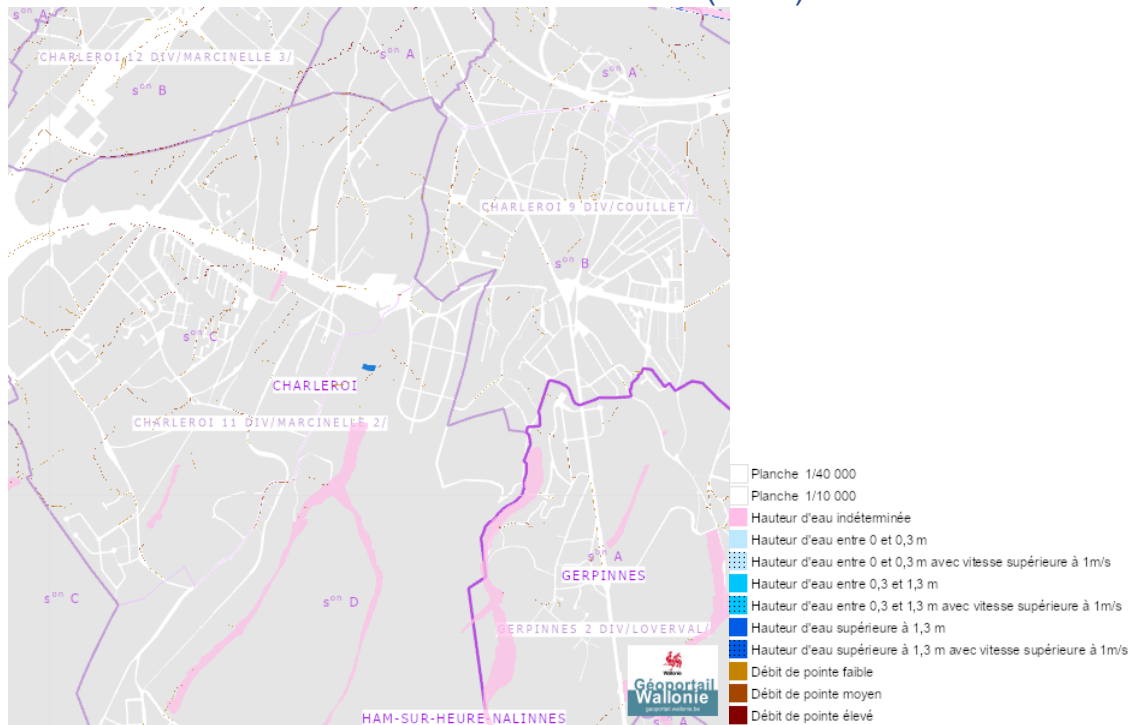 sᵒⁿ A
CHARLEROI 12 DIV/MARCINELLE 3/
sᵒⁿ A
sᵒⁿ A
sᵒⁿ B
CHARLEROI 9 DIV/COUILLET/
sᵒⁿ B
sᵒⁿ C
CHARLEROI
CHARLEROI 11 DIV/MARCINELLE 2/
sᵒⁿ A
GERPINNES
sᵒⁿ C
sᵒⁿ D
GERPINNES 2 DIV/LOVERVAL/
HAM-SUR-HEURE-NALINNES
sᵒⁿ A
Wallonie
Géoportail
Wallonie
geoportail.wallonie.be
Planche 1/40 000
Planche 1/10 000
Hauteur d'eau indéterminée
Hauteur d'eau entre 0 et 0,3 m
Hauteur d'eau entre 0 et 0,3 m avec vitesse supérieure à 1m/s
Hauteur d'eau entre 0,3 et 1,3 m
Hauteur d'eau entre 0,3 et 1,3 m avec vitesse supérieure à 1m/s
Hauteur d'eau supérieure à 1,3 m
Hauteur d'eau supérieure à 1,3 m avec vitesse supérieure à 1m/s
Débit de pointe faible
Débit de pointe moyen
Débit de pointe élevé